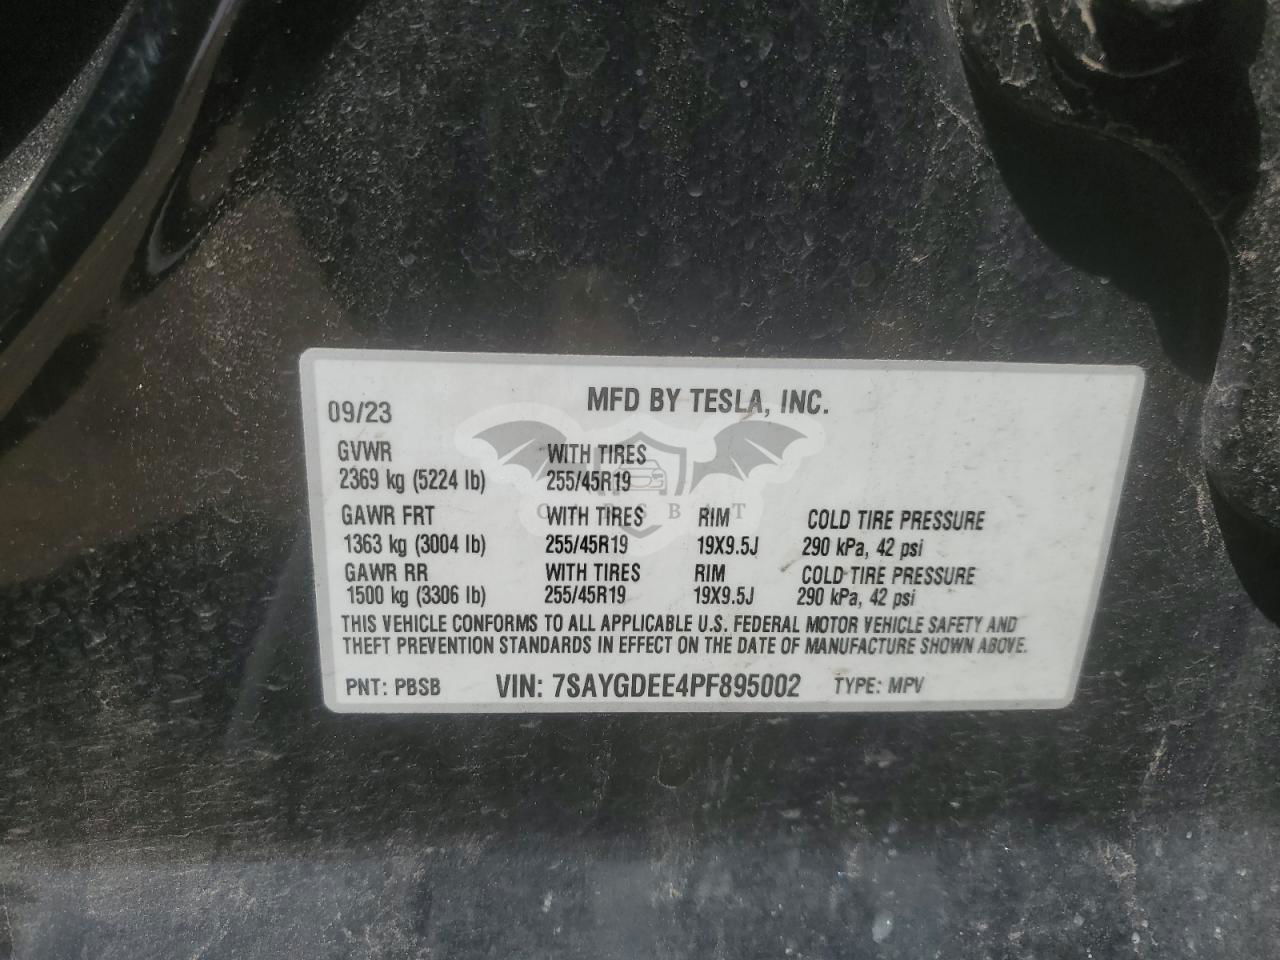 MFD BY TESLA, INC.
09/23
GVWR WITH TIRES
2369 kg (5224 lb) 255/45R19
GAWR FRT WITH TIRES RIM COLD TIRE PRESSURE
1363 kg (3004 lb) 255/45R19 19X9.5J 290 kPa, 42 psi
GAWR RR WITH TIRES RIM COLD TIRE PRESSURE
1500 kg (3306 lb) 255/45R19 19X9.5J 290 kPa, 42 psi
THIS VEHICLE CONFORMS TO ALL APPLICABLE U.S. FEDERAL MOTOR VEHICLE SAFETY AND
THEFT PREVENTION STANDARDS IN EFFECT ON THE DATE OF MANUFACTURE SHOWN ABOVE.
PNT: PBSB VIN: 7SAYGDEE4PF895002 TYPE: MPV
CARSBAT